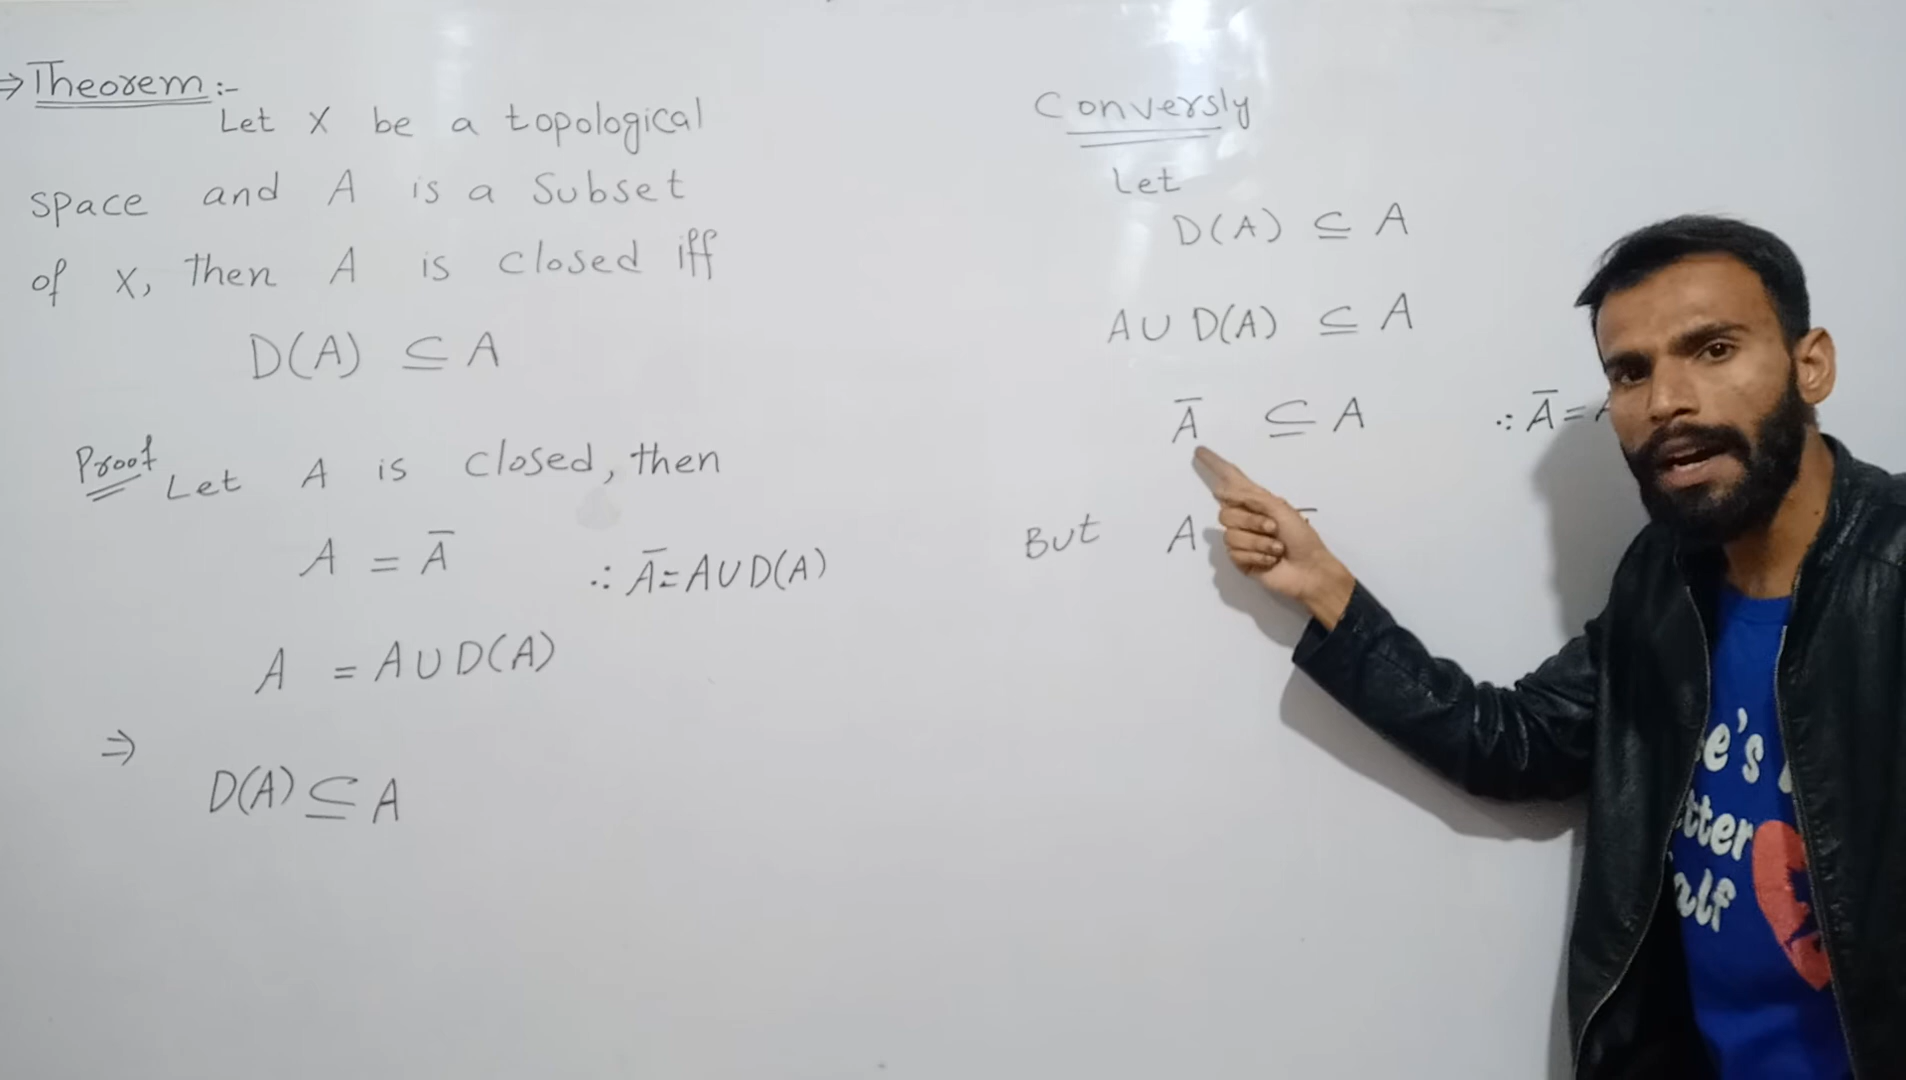 ⇒ Theorem :-
Let X be a topological
space and A is a Subset
of X, then A is closed iff
D(A) ⊆ A
Proof Let A is closed, then
A = Ā
∴ Ā = A ∪ D(A)
A = A ∪ D(A)
⇒
D(A) ⊆ A
Conversly
Let
D(A) ⊆ A
A ∪ D(A) ⊆ A
Ā ⊆ A ∵ Ā =
But A